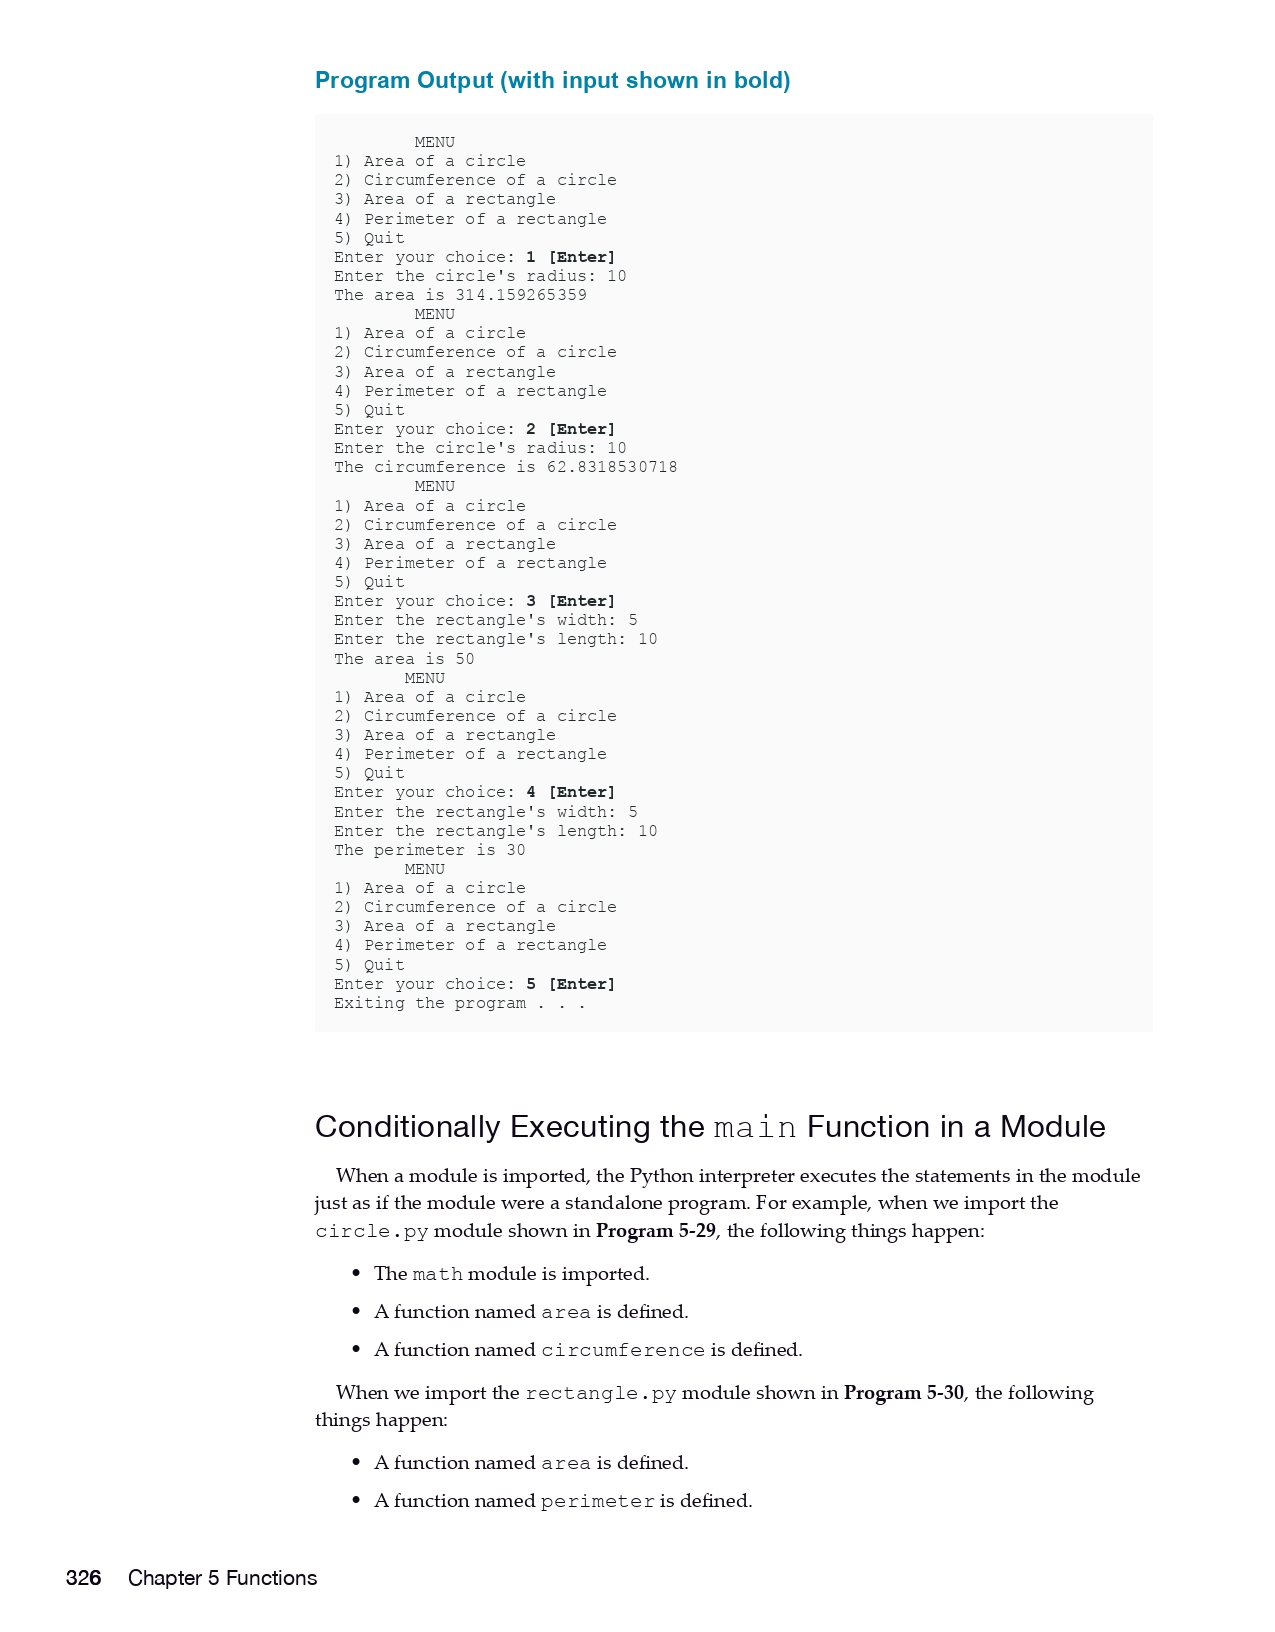 Program Output (with input shown in bold)
MENU
1) Area of a circle
2) Circumference of a circle
3) Area of a rectangle
4) Perimeter of a rectangle
5) Quit
Enter your choice: 1 [Enter]
Enter the circle's radius: 10
The area is 314.159265359
MENU
1) Area of a circle
2) Circumference of a circle
3) Area of a rectangle
4) Perimeter of a rectangle
5) Quit
Enter your choice: 2 [Enter]
Enter the circle's radius: 10
The circumference is 62.8318530718
MENU
1) Area of a circle
2) Circumference of a circle
3) Area of a rectangle
4) Perimeter of a rectangle
5) Quit
Enter your choice: 3 [Enter]
Enter the rectangle's width: 5
Enter the rectangle's length: 10
The area is 50
MENU
1) Area of a circle
2) Circumference of a circle
3) Area of a rectangle
4) Perimeter of a rectangle
5) Quit
Enter your choice: 4 [Enter]
Enter the rectangle's width: 5
Enter the rectangle's length: 10
The perimeter is 30
MENU
1) Area of a circle
2) Circumference of a circle
3) Area of a rectangle
4) Perimeter of a rectangle
5) Quit
Enter your choice: 5 [Enter]
Exiting the program . . .
Conditionally Executing the main Function in a Module
When a module is imported, the Python interpreter executes the statements in the module
just as if the module were a standalone program. For example, when we import the
circle.py module shown in Program 5-29, the following things happen:
• The math module is imported.
• A function named area is defined.
• A function named circumference is defined.
When we import the rectangle.py module shown in Program 5-30, the following
things happen:
• A function named area is defined.
• A function named perimeter is defined.
326 Chapter 5 Functions